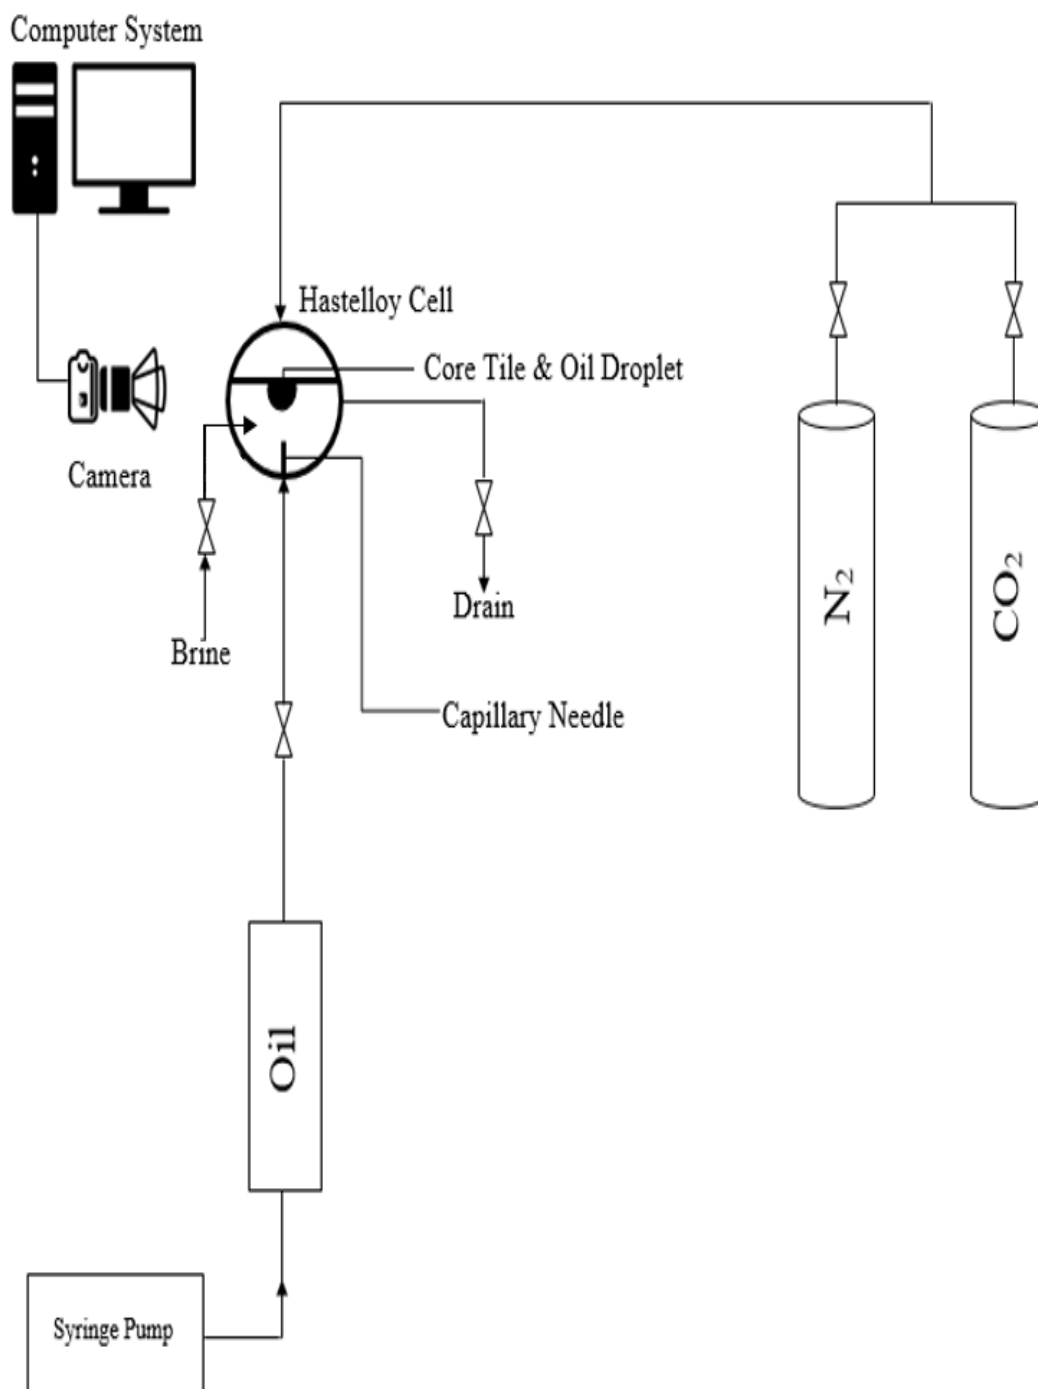 Computer System
Hastelloy Cell
Core Tile & Oil Droplet
Camera
Drain
Brine
Capillary Needle
N₂
CO₂
Oil
Syringe Pump